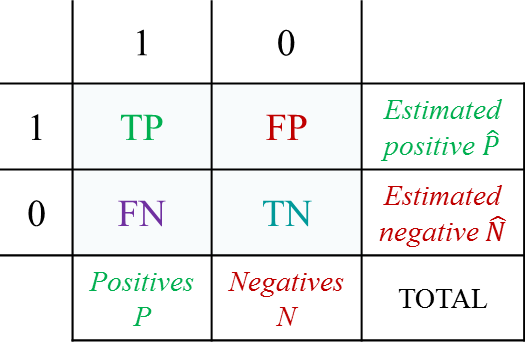 1 0
1 TP FP Estimated
positive P̂
0 FN TN Estimated
negative N̂
Positives Negatives TOTAL
P N